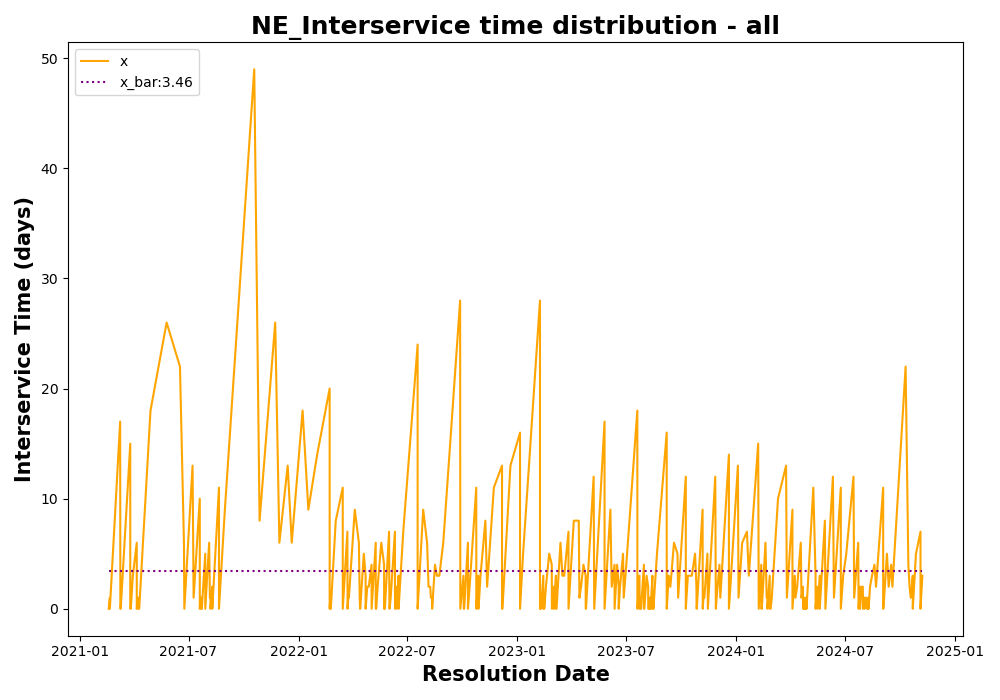 NE_Interservice time distribution - all
x
x_bar:3.46
Interservice Time (days)
50
40
30
20
10
0
2021-01 2021-07 2022-01 2022-07 2023-01 2023-07 2024-01 2024-07 2025-01
Resolution Date